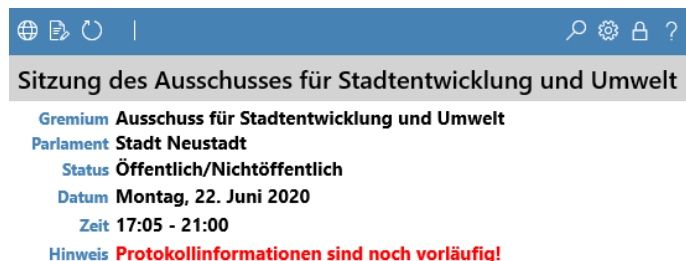 Sitzung des Ausschusses für Stadtentwicklung und Umwelt
Gremium Ausschuss für Stadtentwicklung und Umwelt
Parlament Stadt Neustadt
Status Öffentlich/Nichtöffentlich
Datum Montag, 22. Juni 2020
Zeit 17:05 - 21:00
Hinweis Protokollinformationen sind noch vorläufig!